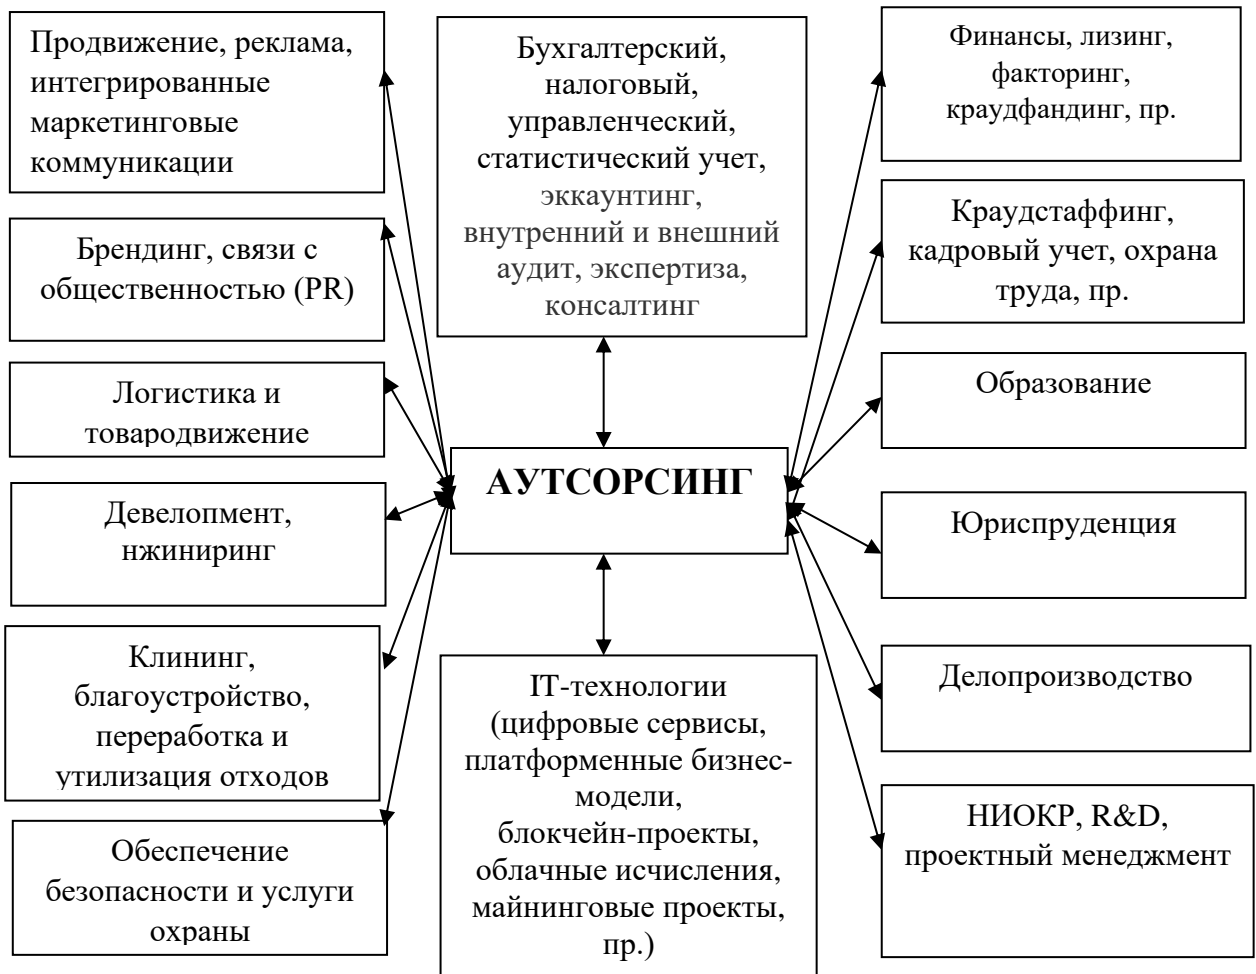 Продвижение, реклама,
интегрированные
маркетинговые
коммуникации
Брендинг, связи с
общественностью (PR)
Логистика и
товародвижение
Девелопмент,
нжиниринг
Клининг,
благоустройство,
переработка и
утилизация отходов
Обеспечение
безопасности и услуги
охраны
Бухгалтерский,
налоговый,
управленческий,
статистический учет,
эккаунтинг,
внутренний и внешний
аудит, экспертиза,
консалтинг
АУТСОРСИНГ
IT-технологии
(цифровые сервисы,
платформенные бизнес-
модели,
блокчейн-проекты,
облачные исчисления,
майнинговые проекты,
пр.)
Финансы, лизинг,
факторинг,
краудфандинг, пр.
Краудстаффинг,
кадровый учет, охрана
труда, пр.
Образование
Юриспруденция
Делопроизводство
НИОКР, R&D,
проектный менеджмент